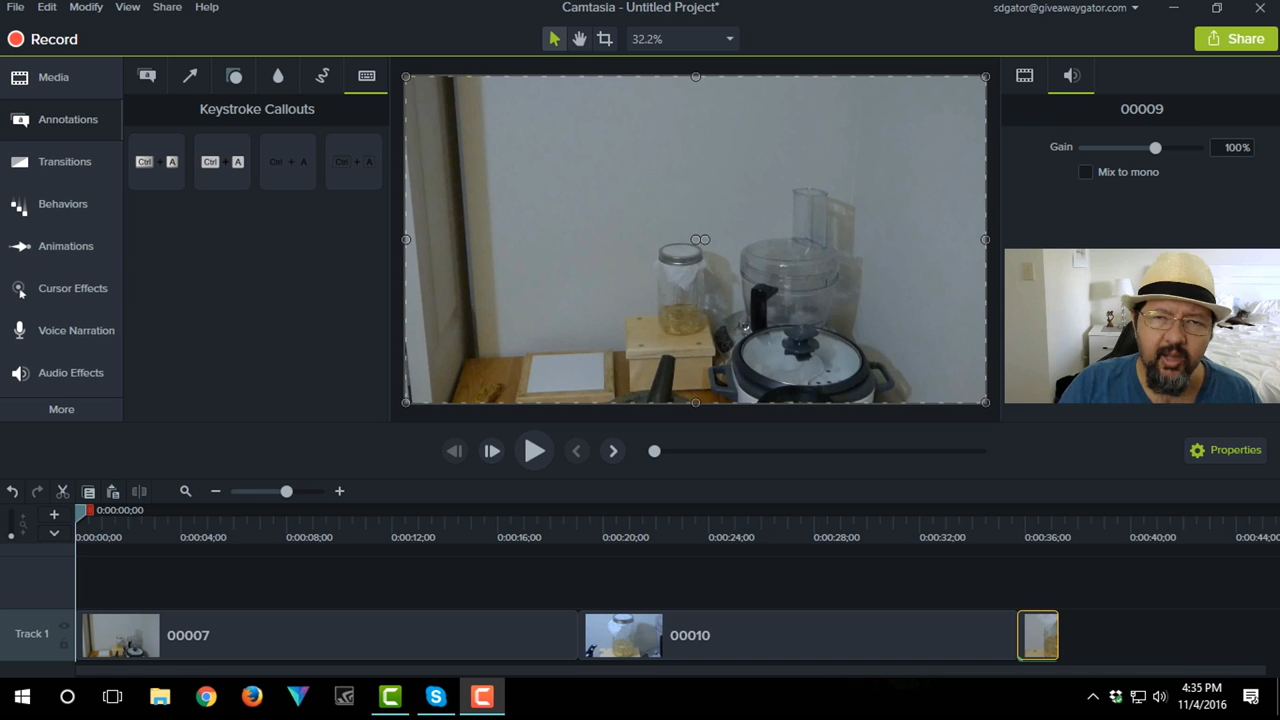 File Edit Modify View Share Help
Camtasia - Untitled Project*
sdgator@giveawaygator.com
Record
32.2%
Share
Media
Annotations
Transitions
Behaviors
Animations
Cursor Effects
Voice Narration
Audio Effects
More
Keystroke Callouts
Ctrl + A
Ctrl + A
Ctrl + A
Ctrl + A
00009
Gain 100%
Mix to mono
Properties
0:00:00;00
0:00:00;00 0:00:04;00 0:00:08;00 0:00:12;00 0:00:16;00 0:00:20;00 0:00:24;00 0:00:28;00 0:00:32;00 0:00:36;00 0:00:40;00 0:00:44;00
Track 1
00007
00010
4:35 PM
11/4/2016